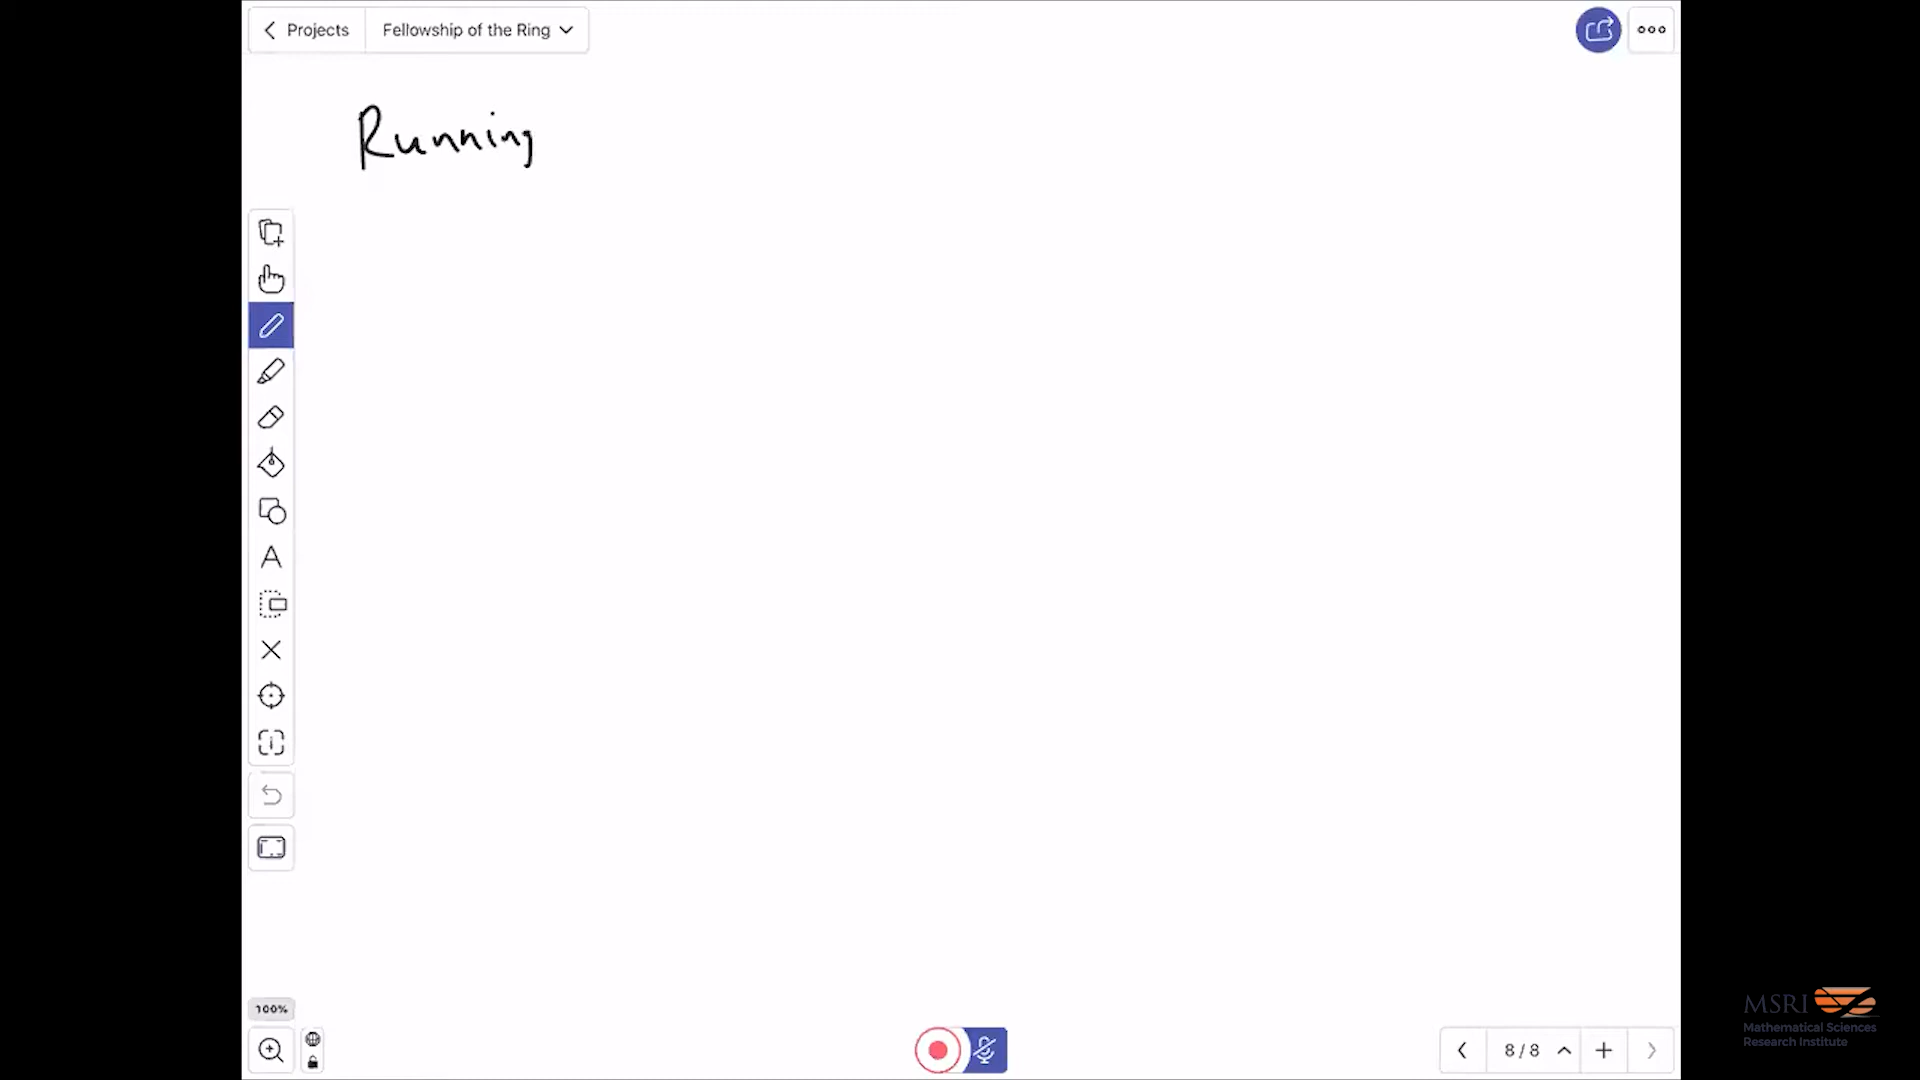 Projects
Fellowship of the Ring
Running
A
100%
8/8
MSRI
Mathematical Sciences
Research Institute